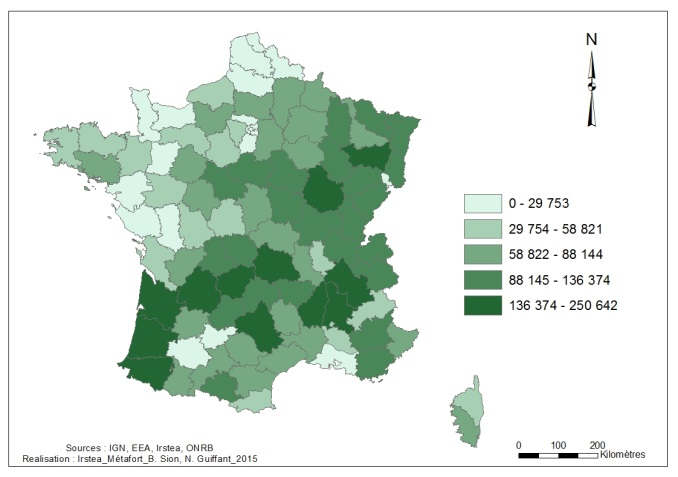 N
0 - 29 753
29 754 - 58 821
58 822 - 88 144
88 145 - 136 374
136 374 - 250 642
Sources : IGN, EEA, Irstea, ONRB
Realisation : Irstea_Métafort_B. Sion, N. Guiffant_2015
0 100 200
Kilomètres